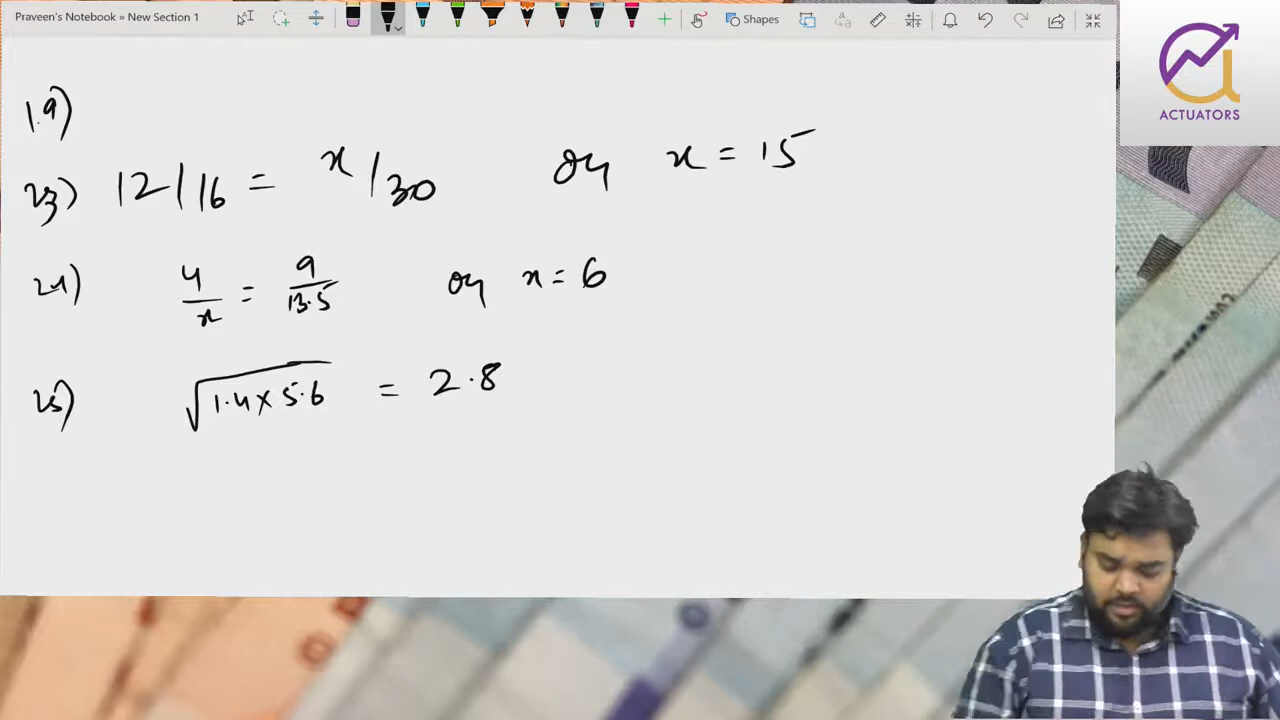 Praveen's Notebook » New Section 1
Shapes
ACTUATORS
19)
23) 12/16 = x/30 or x = 15
24) 4/x = 9/13.5 or x = 6
25) √1.4×5.6 = 2.8